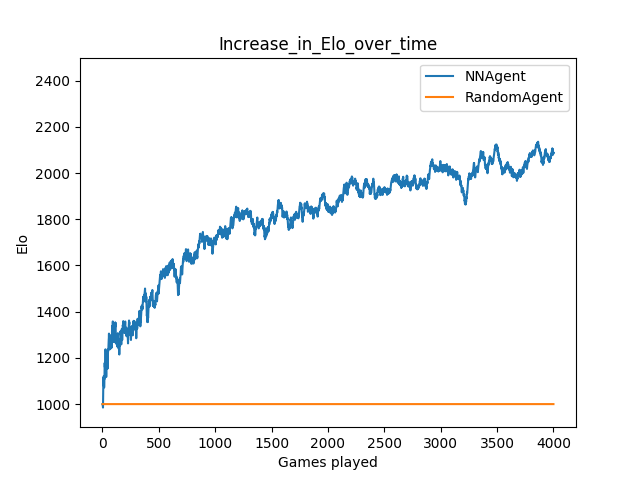 Increase_in_Elo_over_time
NNAgent
RandomAgent
2400
2200
2000
1800
1600
1400
1200
1000
Elo
0 500 1000 1500 2000 2500 3000 3500 4000
Games played